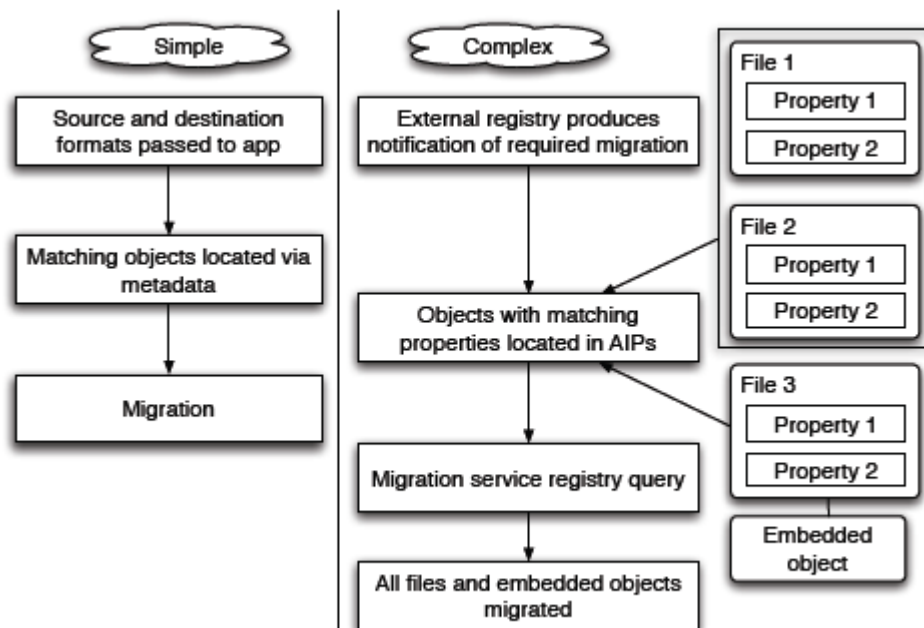 Simple
Source and destination
formats passed to app
Matching objects located via
metadata
Migration
Complex
External registry produces
notification of required migration
Objects with matching
properties located in AIPs
Migration service registry query
All files and embedded objects
migrated
File 1
Property 1
Property 2
File 2
Property 1
Property 2
File 3
Property 1
Property 2
Embedded
object